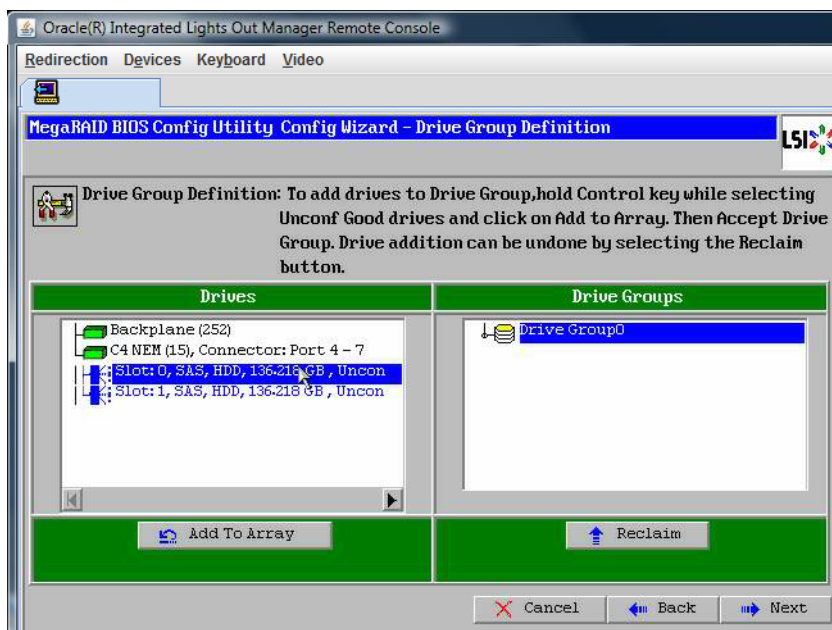 Oracle(R) Integrated Lights Out Manager Remote Console
Redirection Devices Keyboard Video
MegaRAID BIOS Config Utility Config Wizard - Drive Group Definition
LSI
Drive Group Definition: To add drives to Drive Group,hold Control key while selecting
Unconf Good drives and click on Add to Array. Then Accept Drive
Group. Drive addition can be undone by selecting the Reclaim
button.
Drives
Drive Groups
Backplane (252)
C4 NEM (15), Connector: Port 4 - 7
Slot: 0, SAS, HDD, 136.218 GB , Uncon
Slot: 1, SAS, HDD, 136.218 GB , Uncon
Drive Group0
Add To Array
Reclaim
Cancel
Back
Next